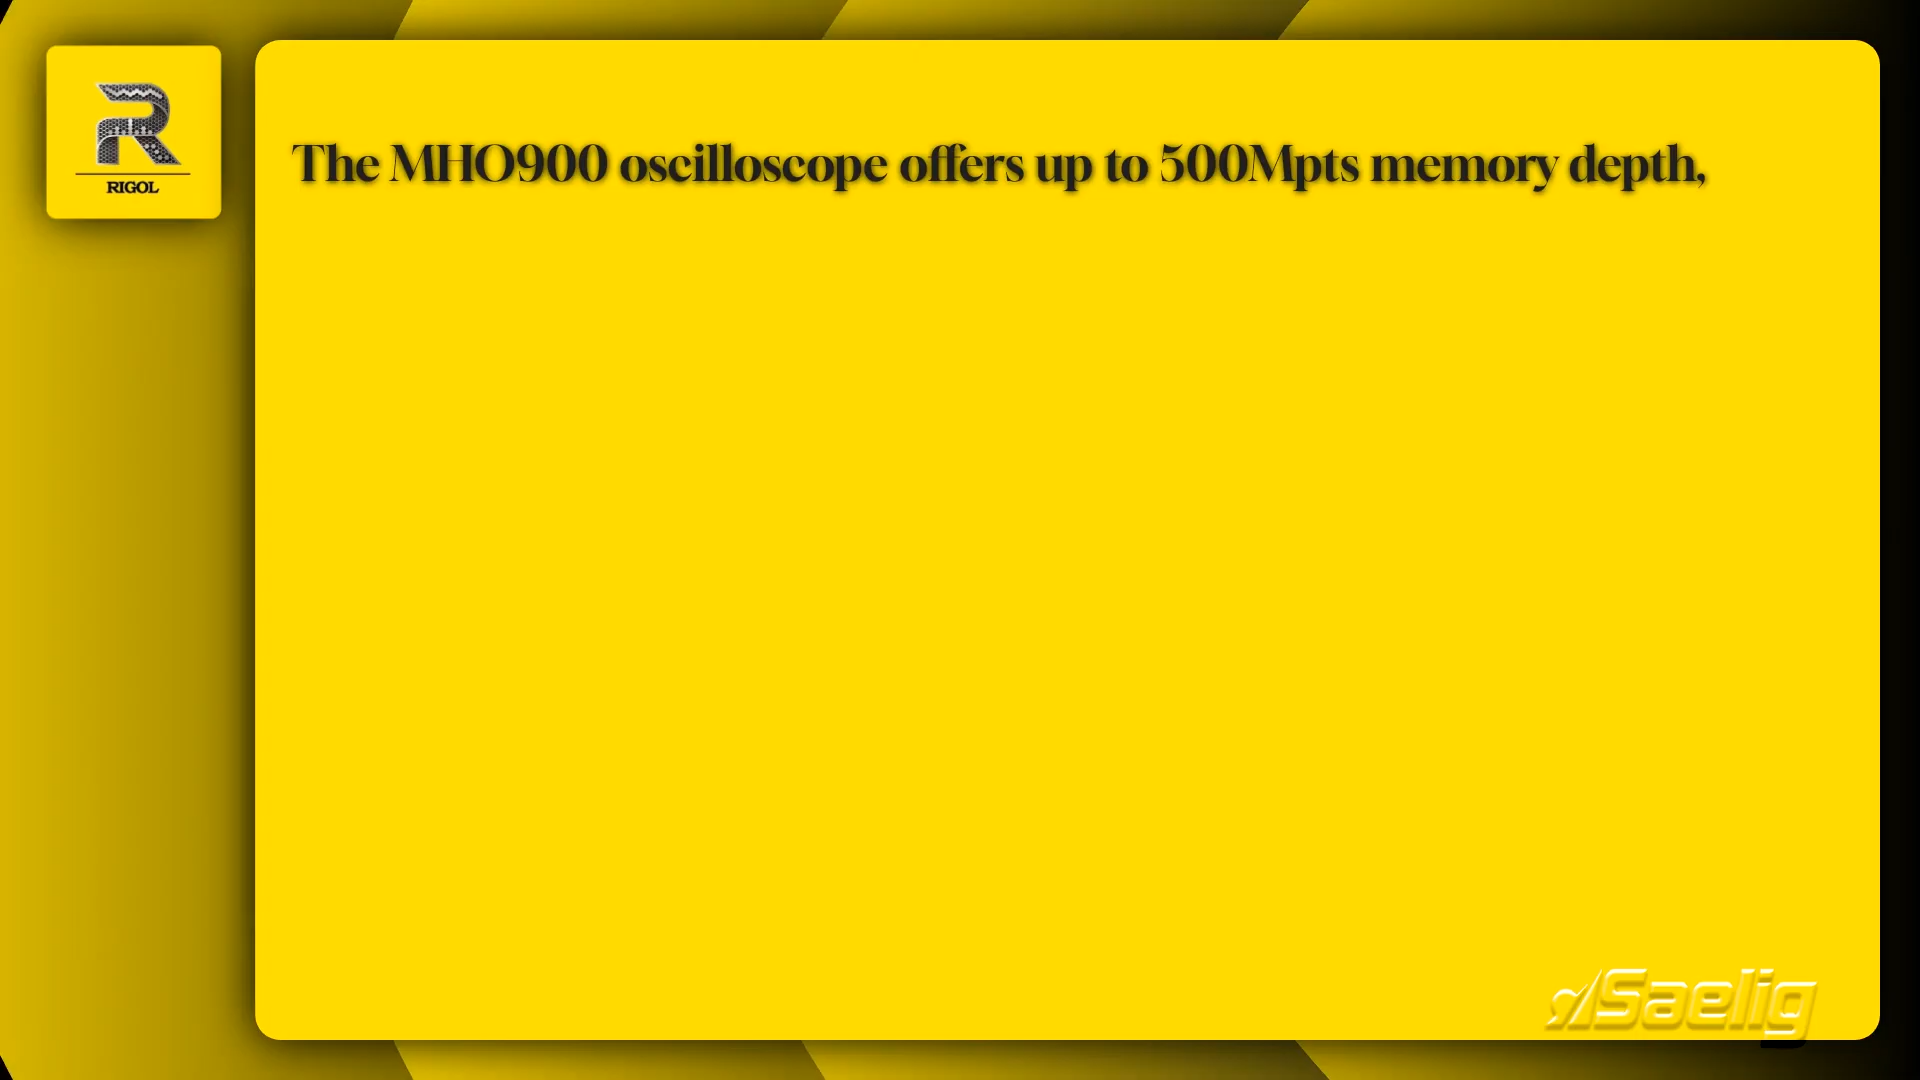 RIGOL
The MHO900 oscilloscope offers up to 500Mpts memory depth,
Saelig